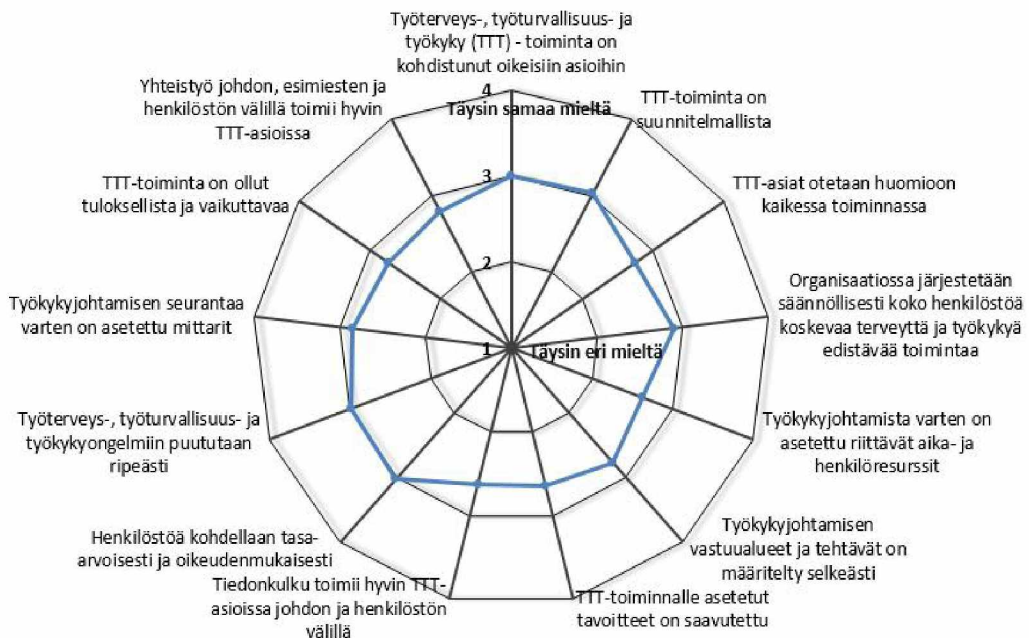 Työterveys-, työturvallisuus- ja
työkyky (TTT) - toiminta on
kohdistunut oikeisiin asioihin
TTT-toiminta on
suunnitelmallista
TTT-asiat otetaan huomioon
kaikessa toiminnassa
Organisaatiossa järjestetään
säännöllisesti koko henkilöstöä
koskevaa terveyttä ja työkykyä
edistävää toimintaa
Työkykyjohtamista varten on
asetettu riittävät aika- ja
henkilöresurssit
Työkykyjohtamisen
vastuualueet ja tehtävät on
määritelty selkeästi
TTT-toiminnalle asetetut
tavoitteet on saavutettu
Tiedonkulku toimii hyvin TTT-
asioissa johdon ja henkilöstön
välillä
Henkilöstöä kohdellaan tasa-
arvoisesti ja oikeudenmukaisesti
Työterveys-, työturvallisuus- ja
työkykyongelmiin puututaan
ripeästi
Työkykyjohtamisen seurantaa
varten on asetettu mittarit
TTT-toiminta on ollut
tuloksellista ja vaikuttavaa
Yhteistyö johdon, esimiesten ja
henkilöstön välillä toimii hyvin
TTT-asioissa
4
Täysin samaa mieltä
3
2
1
Täysin eri mieltä